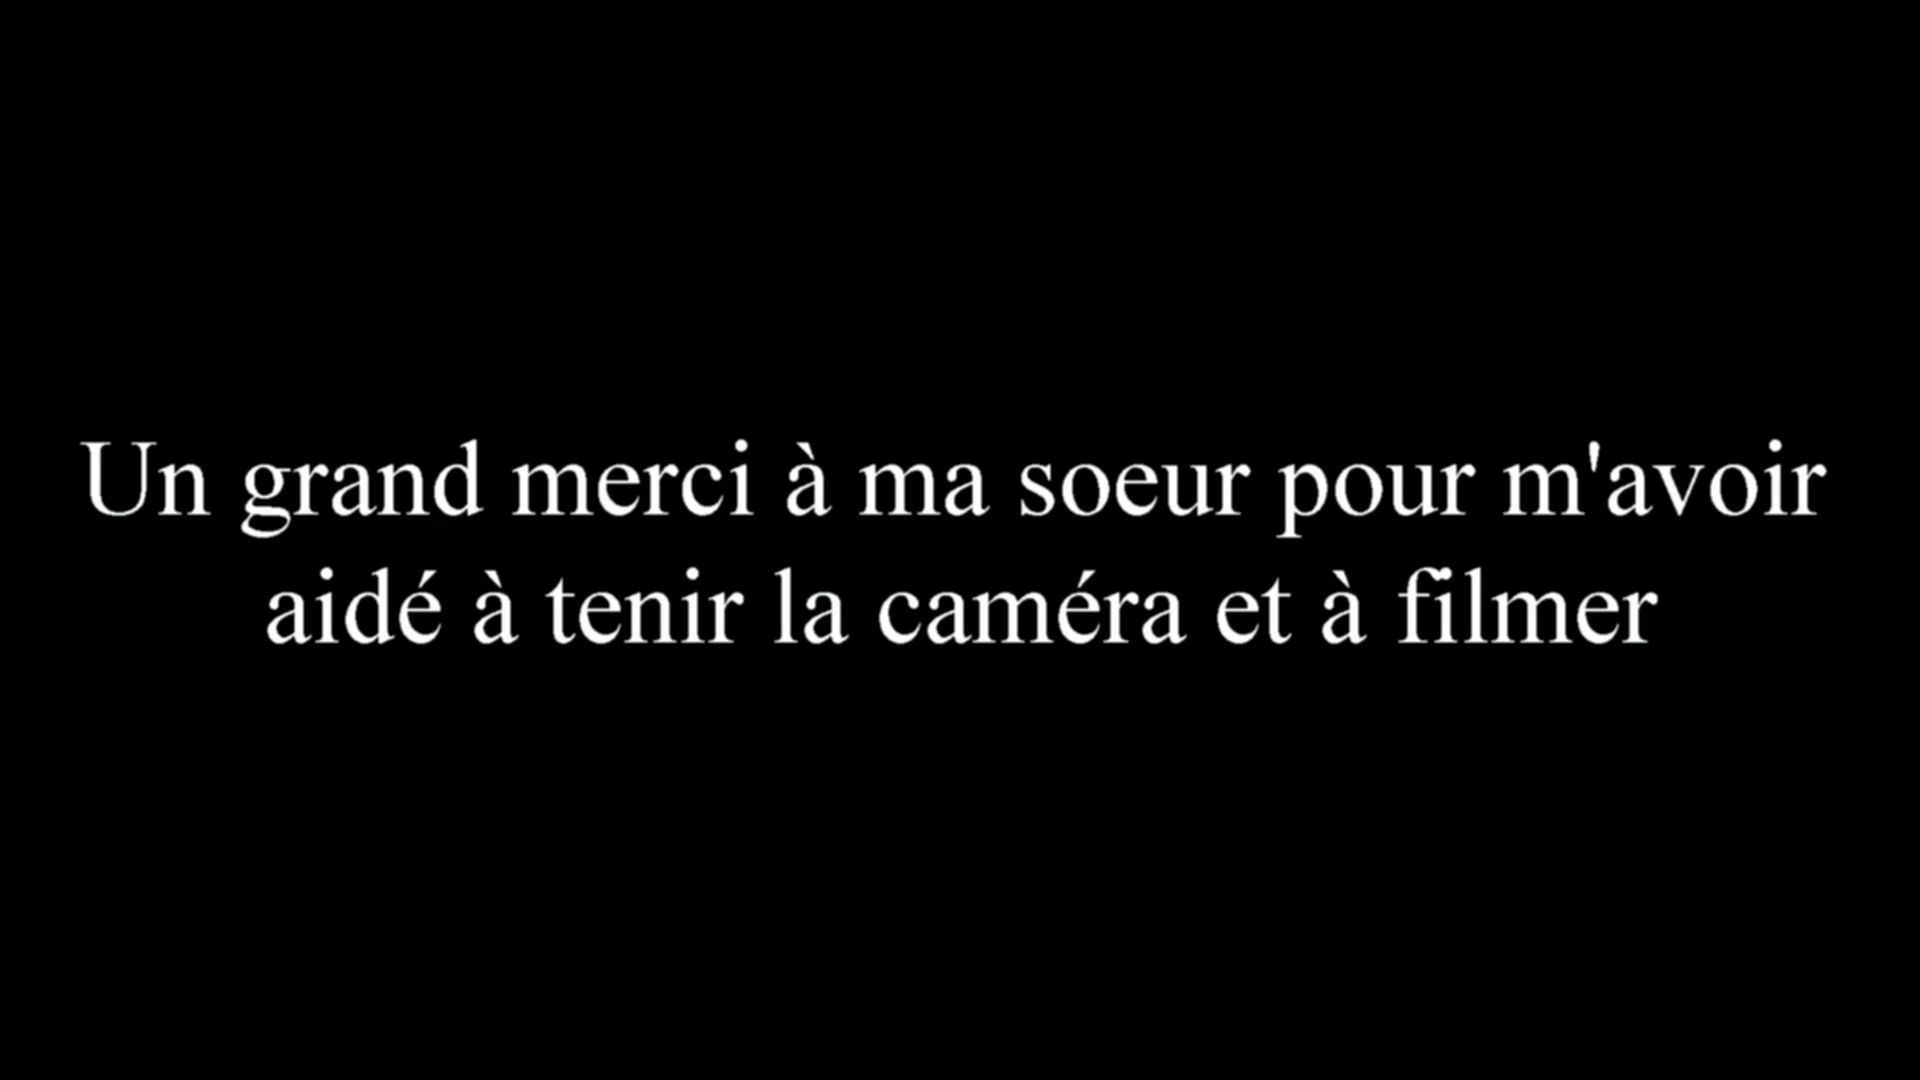 Un grand merci à ma soeur pour m'avoir
aidé à tenir la caméra et à filmer